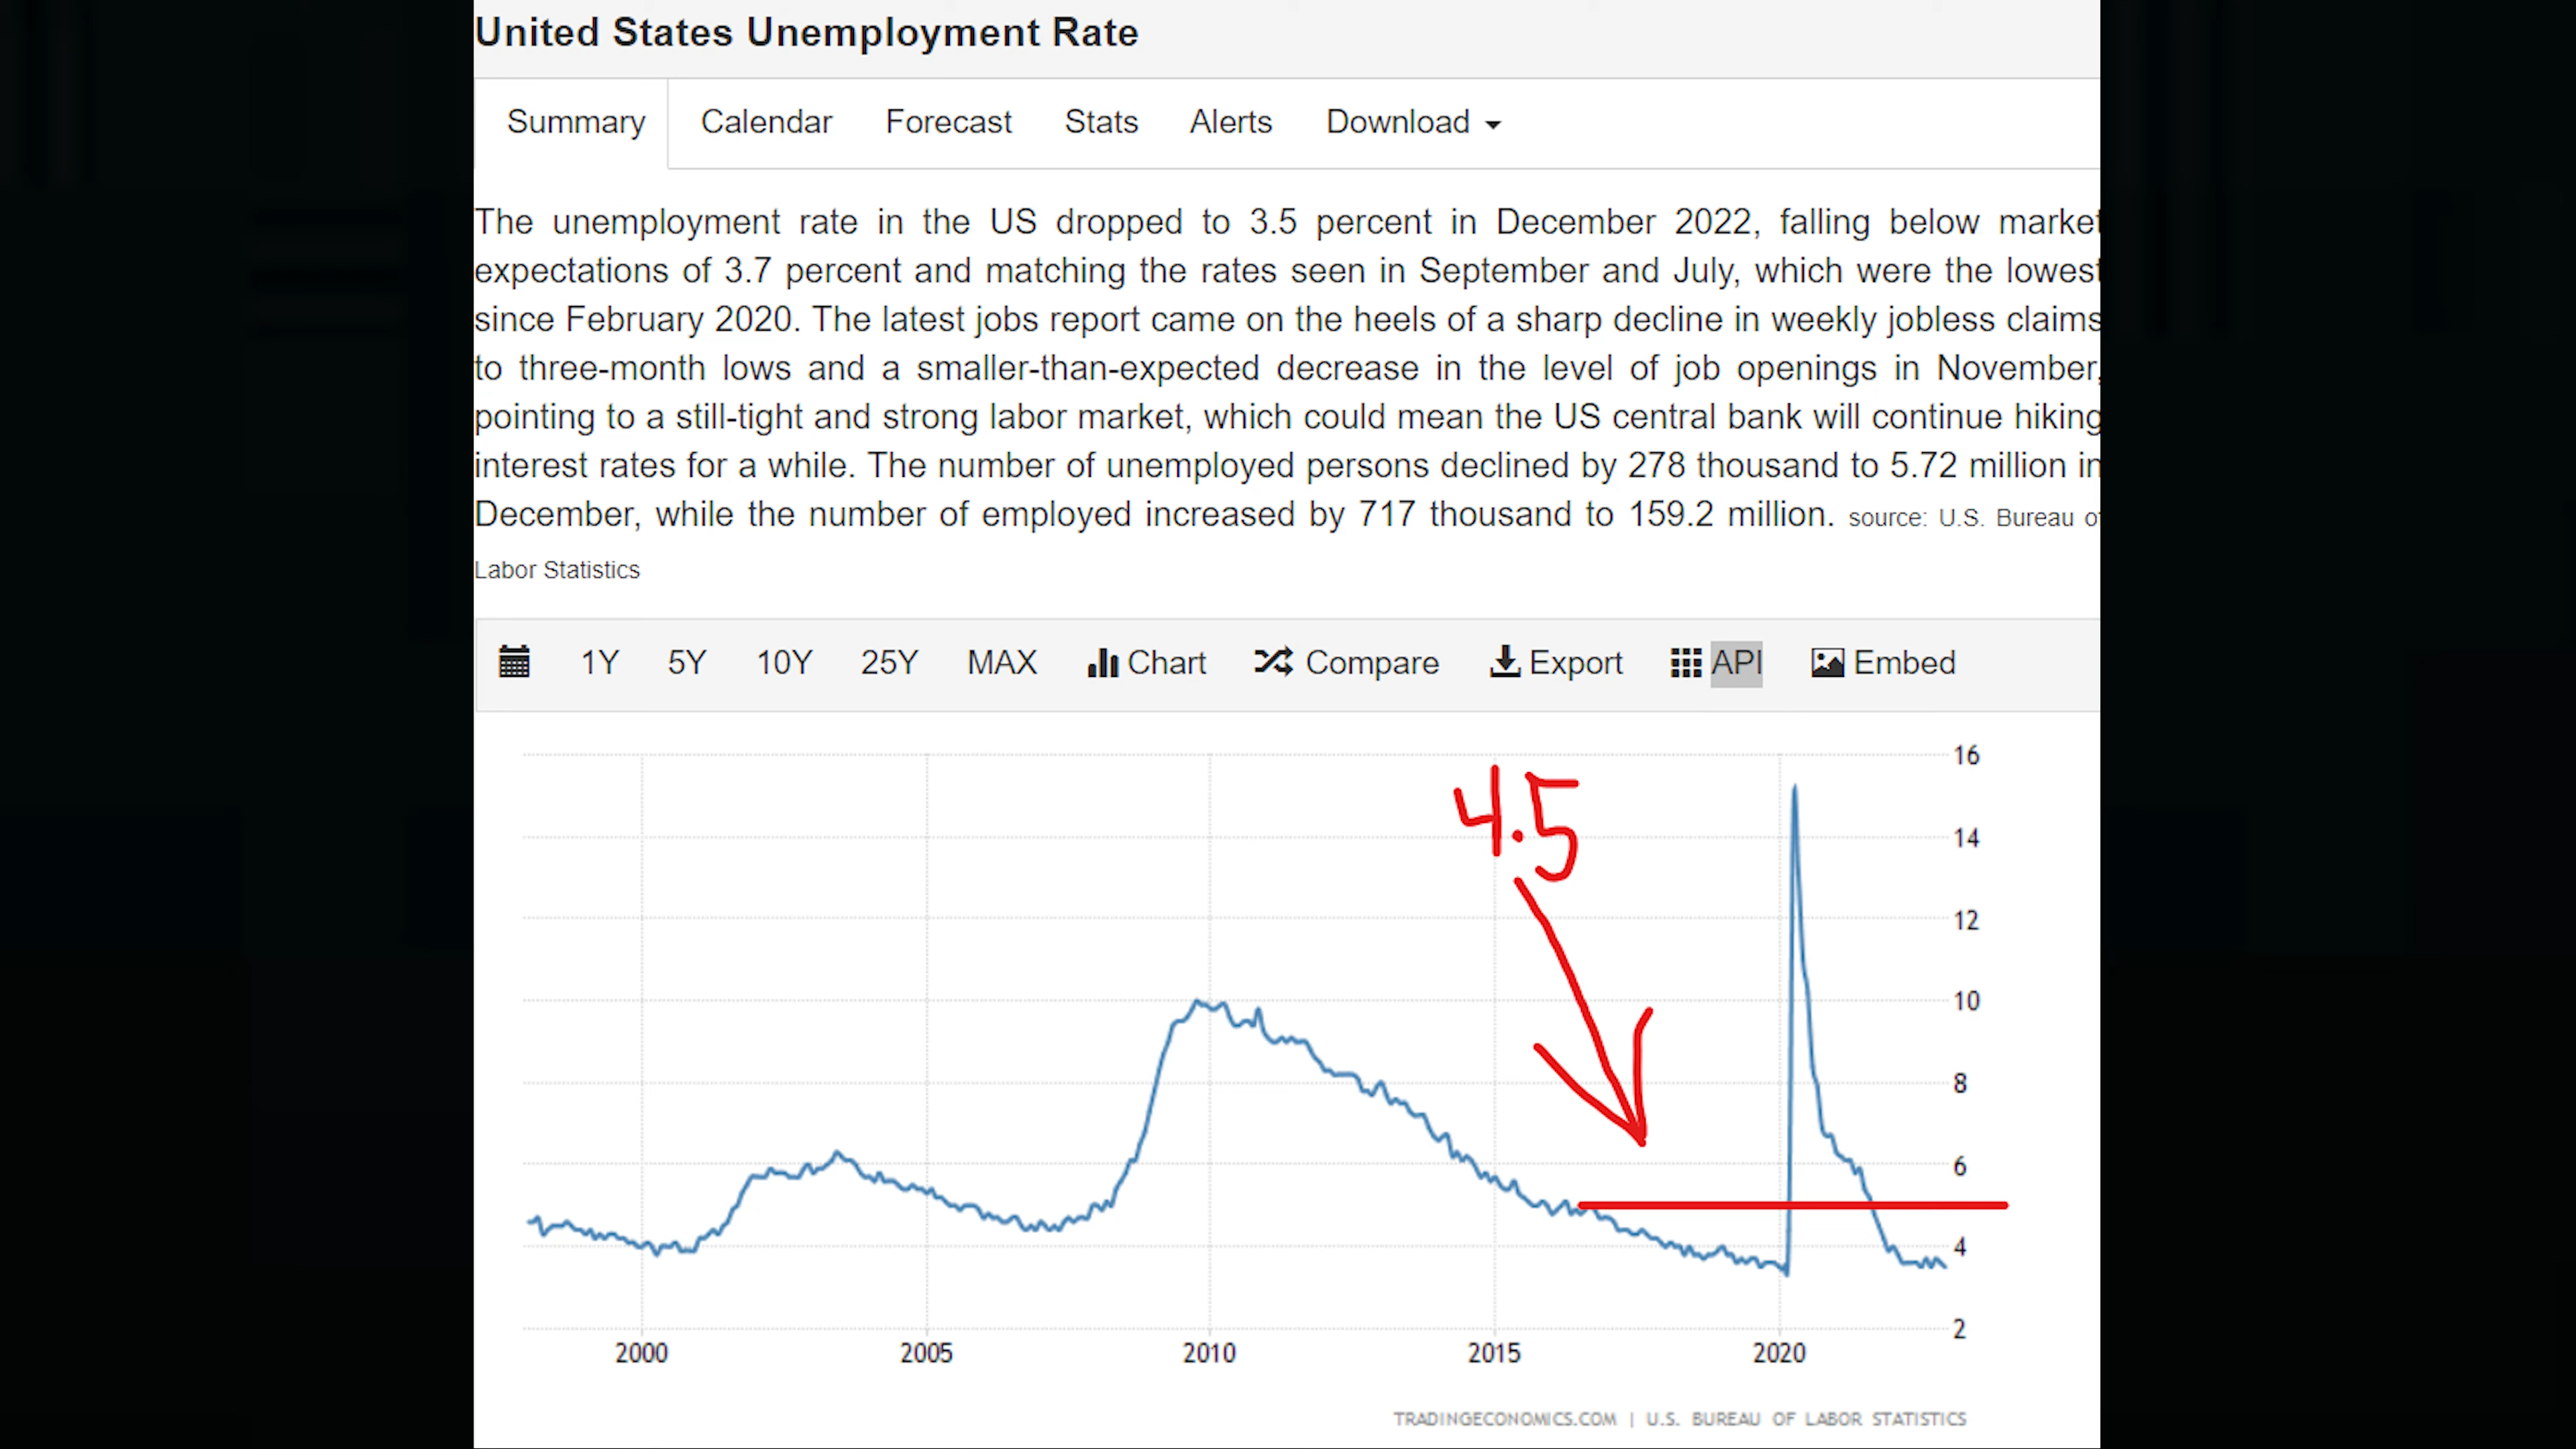 United States Unemployment Rate
Summary Calendar Forecast Stats Alerts Download
The unemployment rate in the US dropped to 3.5 percent in December 2022, falling below market
expectations of 3.7 percent and matching the rates seen in September and July, which were the lowest
since February 2020. The latest jobs report came on the heels of a sharp decline in weekly jobless claims
to three-month lows and a smaller-than-expected decrease in the level of job openings in November,
pointing to a still-tight and strong labor market, which could mean the US central bank will continue hiking
interest rates for a while. The number of unemployed persons declined by 278 thousand to 5.72 million in
December, while the number of employed increased by 717 thousand to 159.2 million. source: U.S. Bureau of
Labor Statistics
1Y 5Y 10Y 25Y MAX Chart Compare Export API Embed
16
4.5
14
12
10
8
6
4
2
2000 2005 2010 2015 2020
TRADINGECONOMICS.COM | U.S. BUREAU OF LABOR STATISTICS